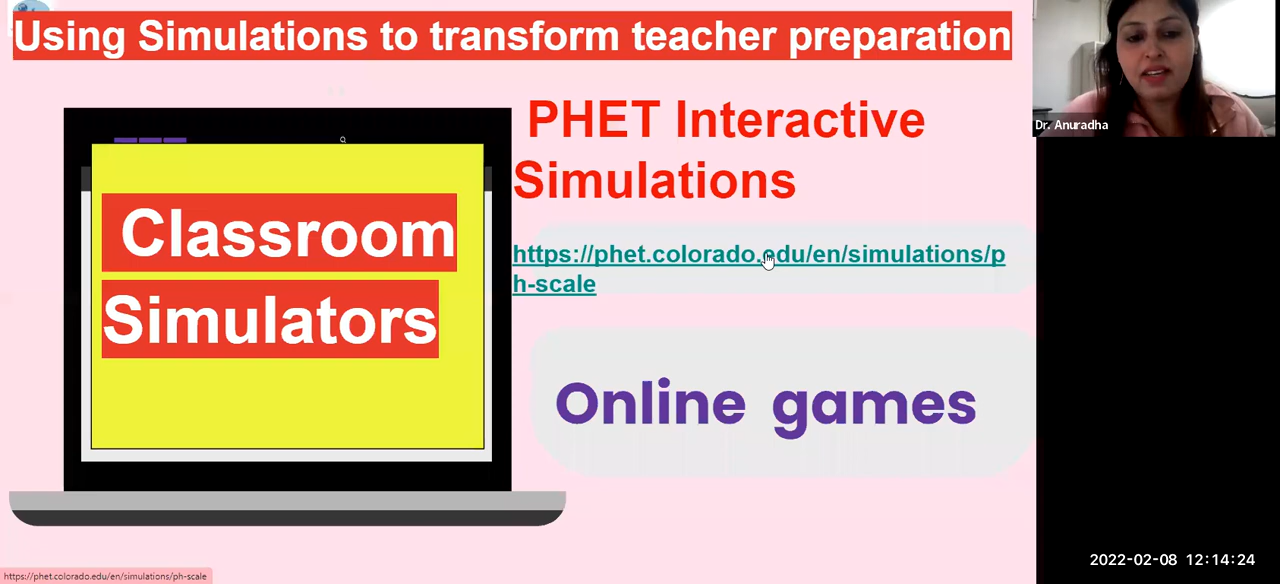 Using Simulations to transform teacher preparation
Dr. Anuradha
PHET Interactive
Simulations
Classroom
Simulators
https://phet.colorado.edu/en/simulations/p
h-scale
Online games
2022-02-08 12:14:24
https://phet.colorado.edu/en/simulations/ph-scale